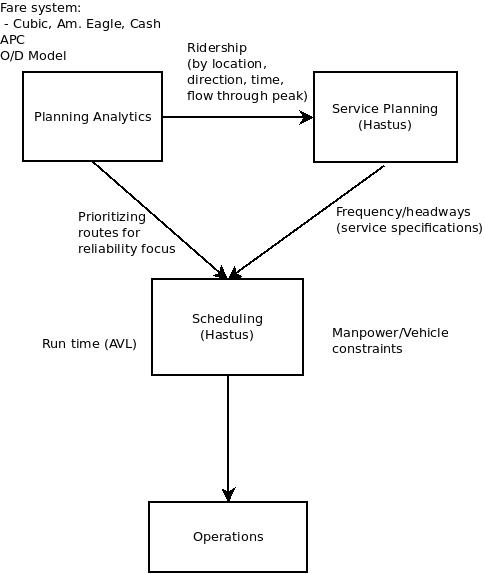 Fare system:
- Cubic, Am. Eagle, Cash
APC
O/D Model
Ridership
(by location,
direction, time,
flow through peak)
Planning Analytics
Service Planning
(Hastus)
Prioritizing
routes for
reliability focus
Frequency/headways
(service specifications)
Scheduling
(Hastus)
Run time (AVL)
Manpower/Vehicle
constraints
Operations